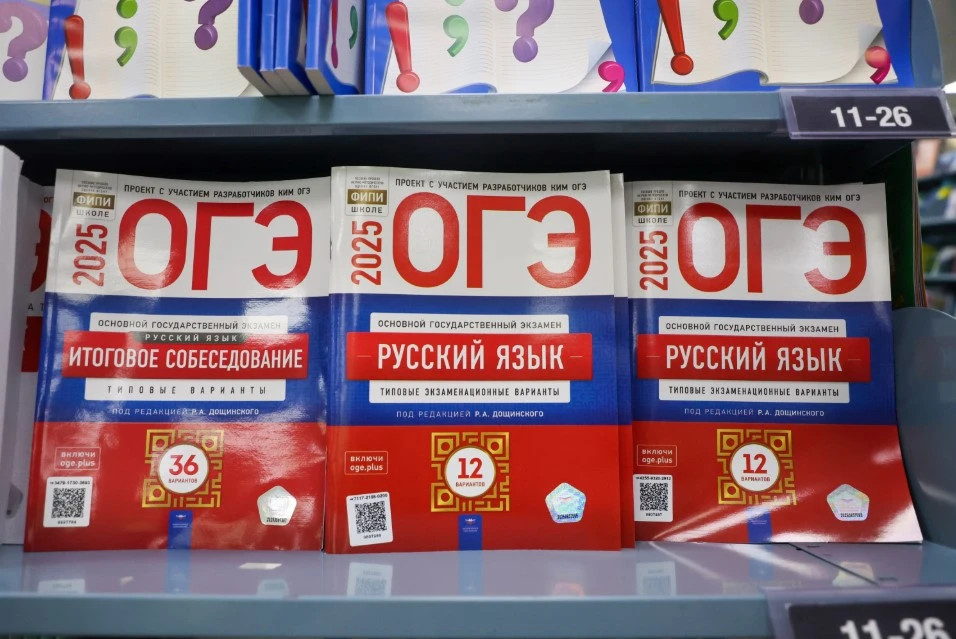 11-26
ПРОЕКТ С УЧАСТИЕМ РАЗРАБОТЧИКОВ КИМ ОГЭ
ФИПИ
ШКОЛЕ
2025
ОГЭ
ОСНОВНОЙ ГОСУДАРСТВЕННЫЙ ЭКЗАМЕН
РУССКИЙ ЯЗЫК
ИТОГОВОЕ СОБЕСЕДОВАНИЕ
ТИПОВЫЕ ВАРИАНТЫ
ПОД РЕДАКЦИЕЙ Р.А. ДОЩИНСКОГО
включи
oge.plus
36
ВАРИАНТОВ
ПРОЕКТ С УЧАСТИЕМ РАЗРАБОТЧИКОВ КИМ ОГЭ
ФИПИ
ШКОЛЕ
2025
ОГЭ
ОСНОВНОЙ ГОСУДАРСТВЕННЫЙ ЭКЗАМЕН
РУССКИЙ ЯЗЫК
ТИПОВЫЕ ЭКЗАМЕНАЦИОННЫЕ ВАРИАНТЫ
ПОД РЕДАКЦИЕЙ Р.А. ДОЩИНСКОГО
включи
oge.plus
12
ВАРИАНТОВ
ПРОЕКТ С УЧАСТИЕМ РАЗРАБОТЧИКОВ КИМ ОГЭ
ФИПИ
ШКОЛЕ
2025
ОГЭ
ОСНОВНОЙ ГОСУДАРСТВЕННЫЙ ЭКЗАМЕН
РУССКИЙ ЯЗЫК
ТИПОВЫЕ ЭКЗАМЕНАЦИОННЫЕ ВАРИАНТЫ
ПОД РЕДАКЦИЕЙ Р.А. ДОЩИНСКОГО
включи
oge.plus
12
ВАРИАНТОВ
11-26